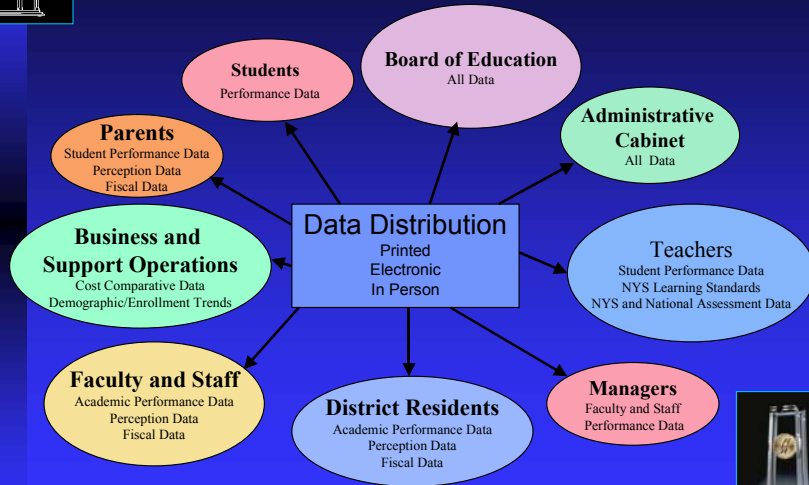 Students
Performance Data
Board of Education
All Data
Administrative
Cabinet
All Data
Parents
Student Performance Data
Perception Data
Fiscal Data
Data Distribution
Printed
Electronic
In Person
Business and
Support Operations
Cost Comparative Data
Demographic/Enrollment Trends
Teachers
Student Performance Data
NYS Learning Standards
NYS and National Assessment Data
Faculty and Staff
Academic Performance Data
Perception Data
Fiscal Data
District Residents
Academic Performance Data
Perception Data
Fiscal Data
Managers
Faculty and Staff
Performance Data